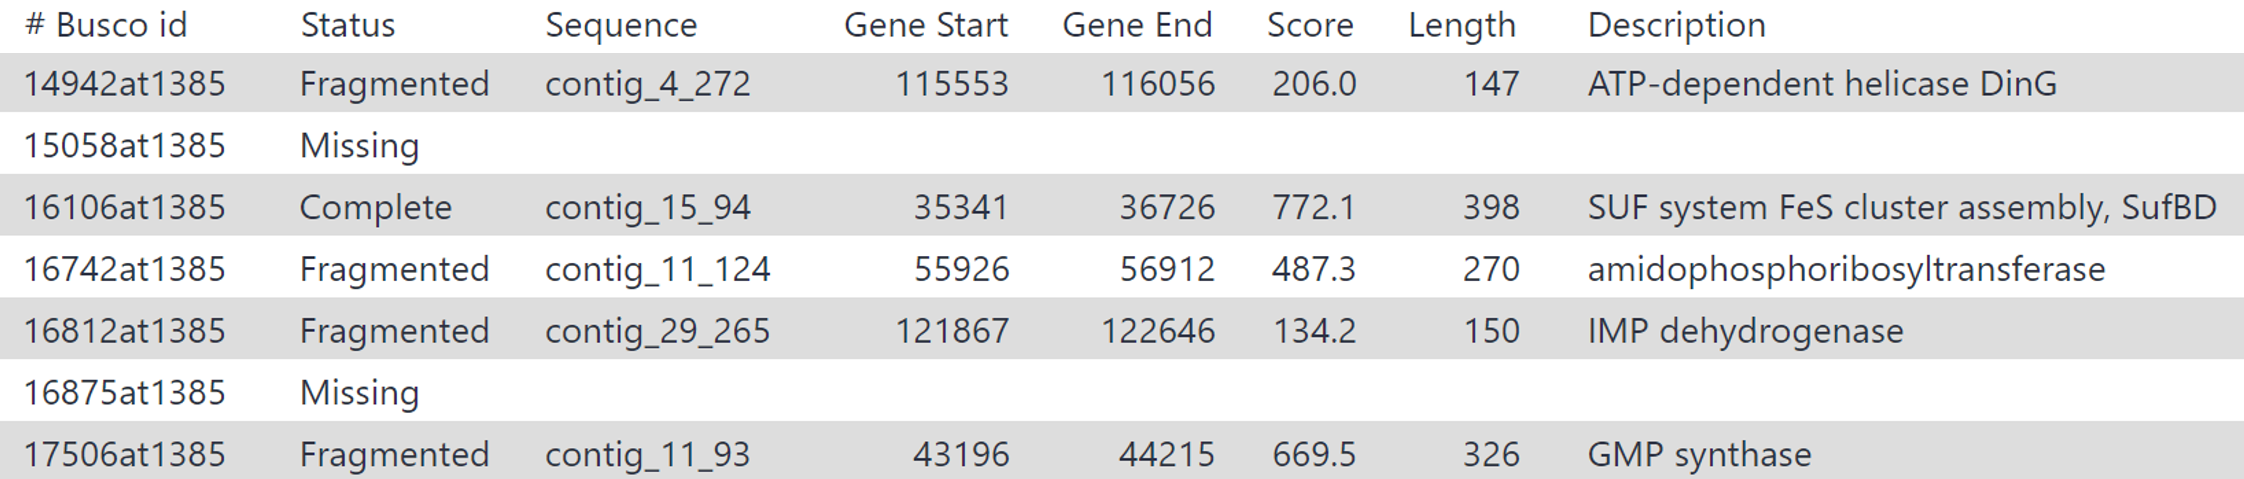 # Busco id Status Sequence Gene Start Gene End Score Length Description
14942at1385 Fragmented contig_4_272 115553 116056 206.0 147 ATP-dependent helicase DinG
15058at1385 Missing
16106at1385 Complete contig_15_94 35341 36726 772.1 398 SUF system FeS cluster assembly, SufBD
16742at1385 Fragmented contig_11_124 55926 56912 487.3 270 amidophosphoribosyltransferase
16812at1385 Fragmented contig_29_265 121867 122646 134.2 150 IMP dehydrogenase
16875at1385 Missing
17506at1385 Fragmented contig_11_93 43196 44215 669.5 326 GMP synthase